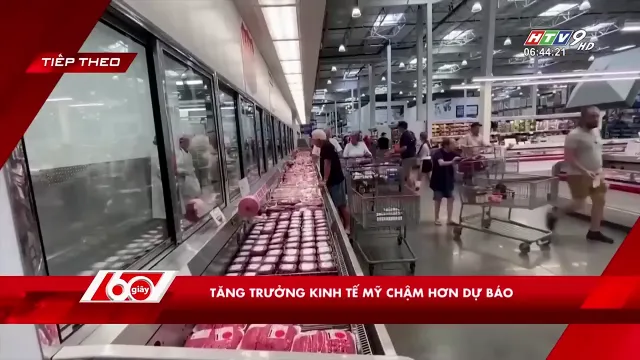 TIẾP THEO
HTV9 HD
06:44:21
60 giây
TĂNG TRƯỞNG KINH TẾ MỸ CHẬM HƠN DỰ BÁO